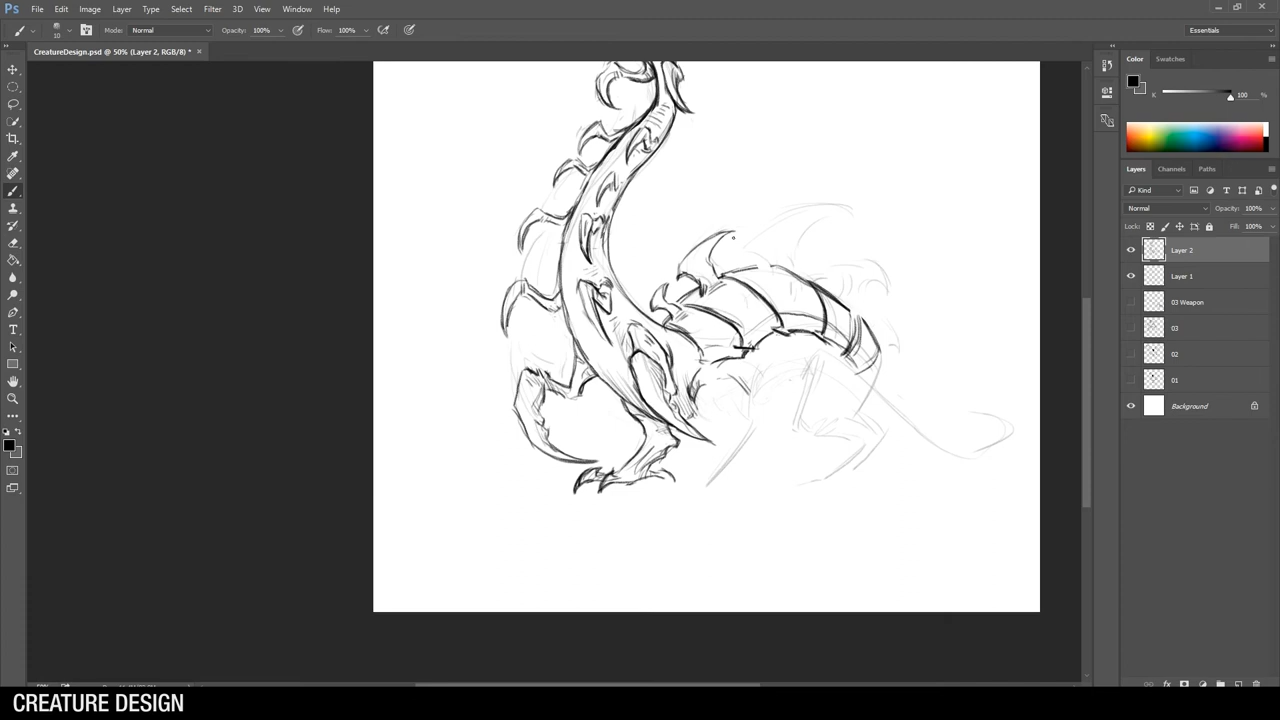 Ps File Edit Image Layer Type Select Filter 3D View Window Help
10 Mode: Normal Opacity: 100% Flow: 100% Essentials
CreatureDesign.psd @ 50% (Layer 2, RGB/8) * ×
Color Swatches
K 100 %
Layers Channels Paths
Kind
Normal Opacity: 100%
Lock: Fill: 100%
Layer 2
Layer 1
03 Weapon
03
02
01
Background
CREATURE DESIGN